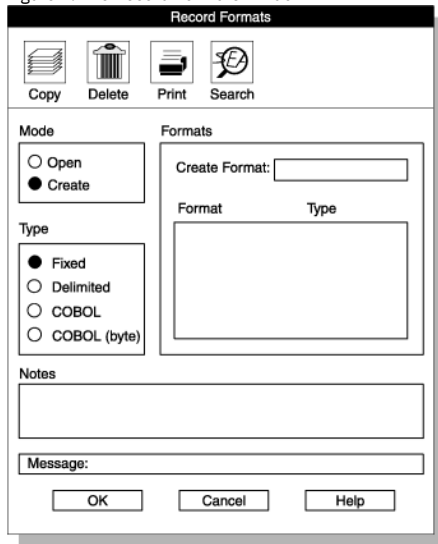 Record Formats
Copy Delete Print Search
Mode
Open
Create
Type
Fixed
Delimited
COBOL
COBOL (byte)
Formats
Create Format:
Format Type
Notes
Message:
OK Cancel Help